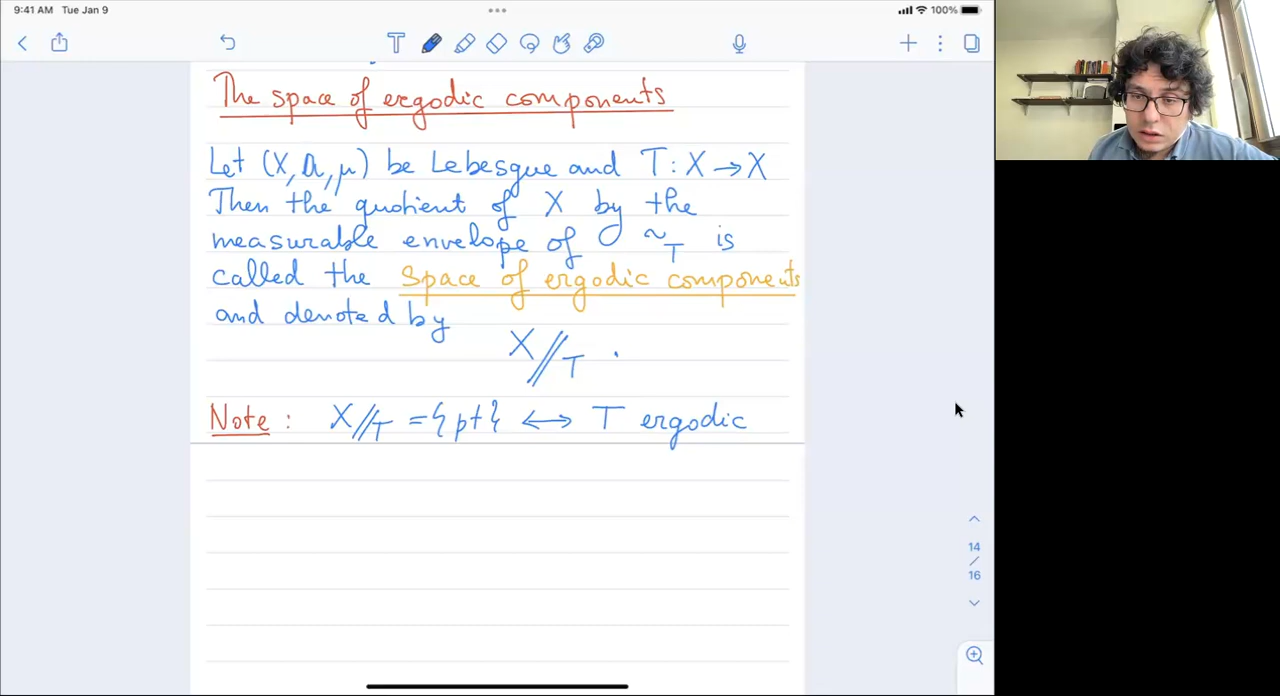 9:41 AM Tue Jan 9
100%
The space of ergodic components
Let (X, 𝔞, μ) be Lebesgue and T: X → X
Then the quotient of X by the
measurable envelope of ~_T is
called the space of ergodic components
and denoted by
X//T .
Note: X//T = {pt} ⟷ T ergodic
14
/
16